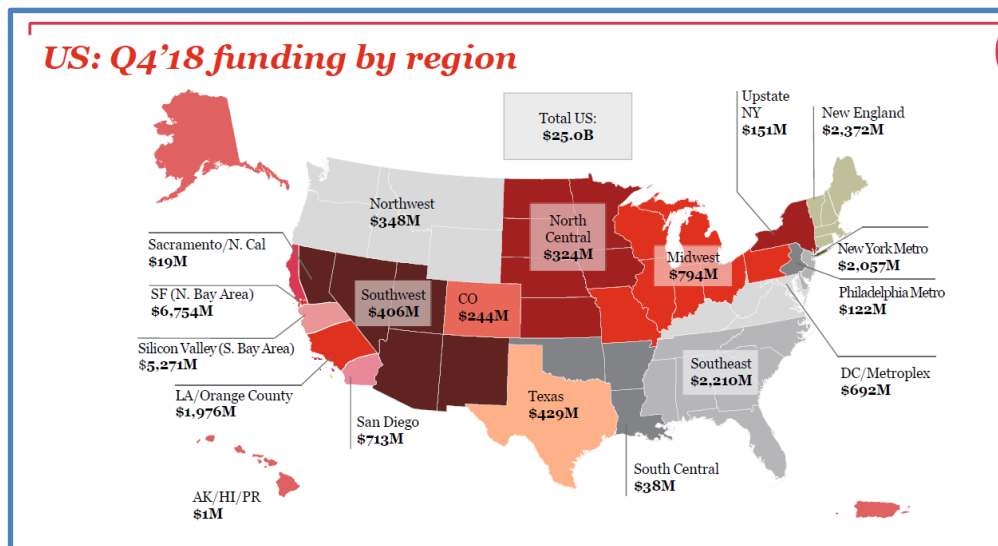 US: Q4'18 funding by region
Total US:
$25.0B
Upstate
NY
$151M
New England
$2,372M
Northwest
$348M
North
Central
$324M
Midwest
$794M
New York Metro
$2,057M
Sacramento/N. Cal
$19M
Philadelphia Metro
$122M
SF (N. Bay Area)
$6,754M
Southwest
$406M
CO
$244M
Silicon Valley (S. Bay Area)
$5,271M
Southeast
$2,210M
DC/Metroplex
$692M
LA/Orange County
$1,976M
Texas
$429M
San Diego
$713M
South Central
$38M
AK/HI/PR
$1M